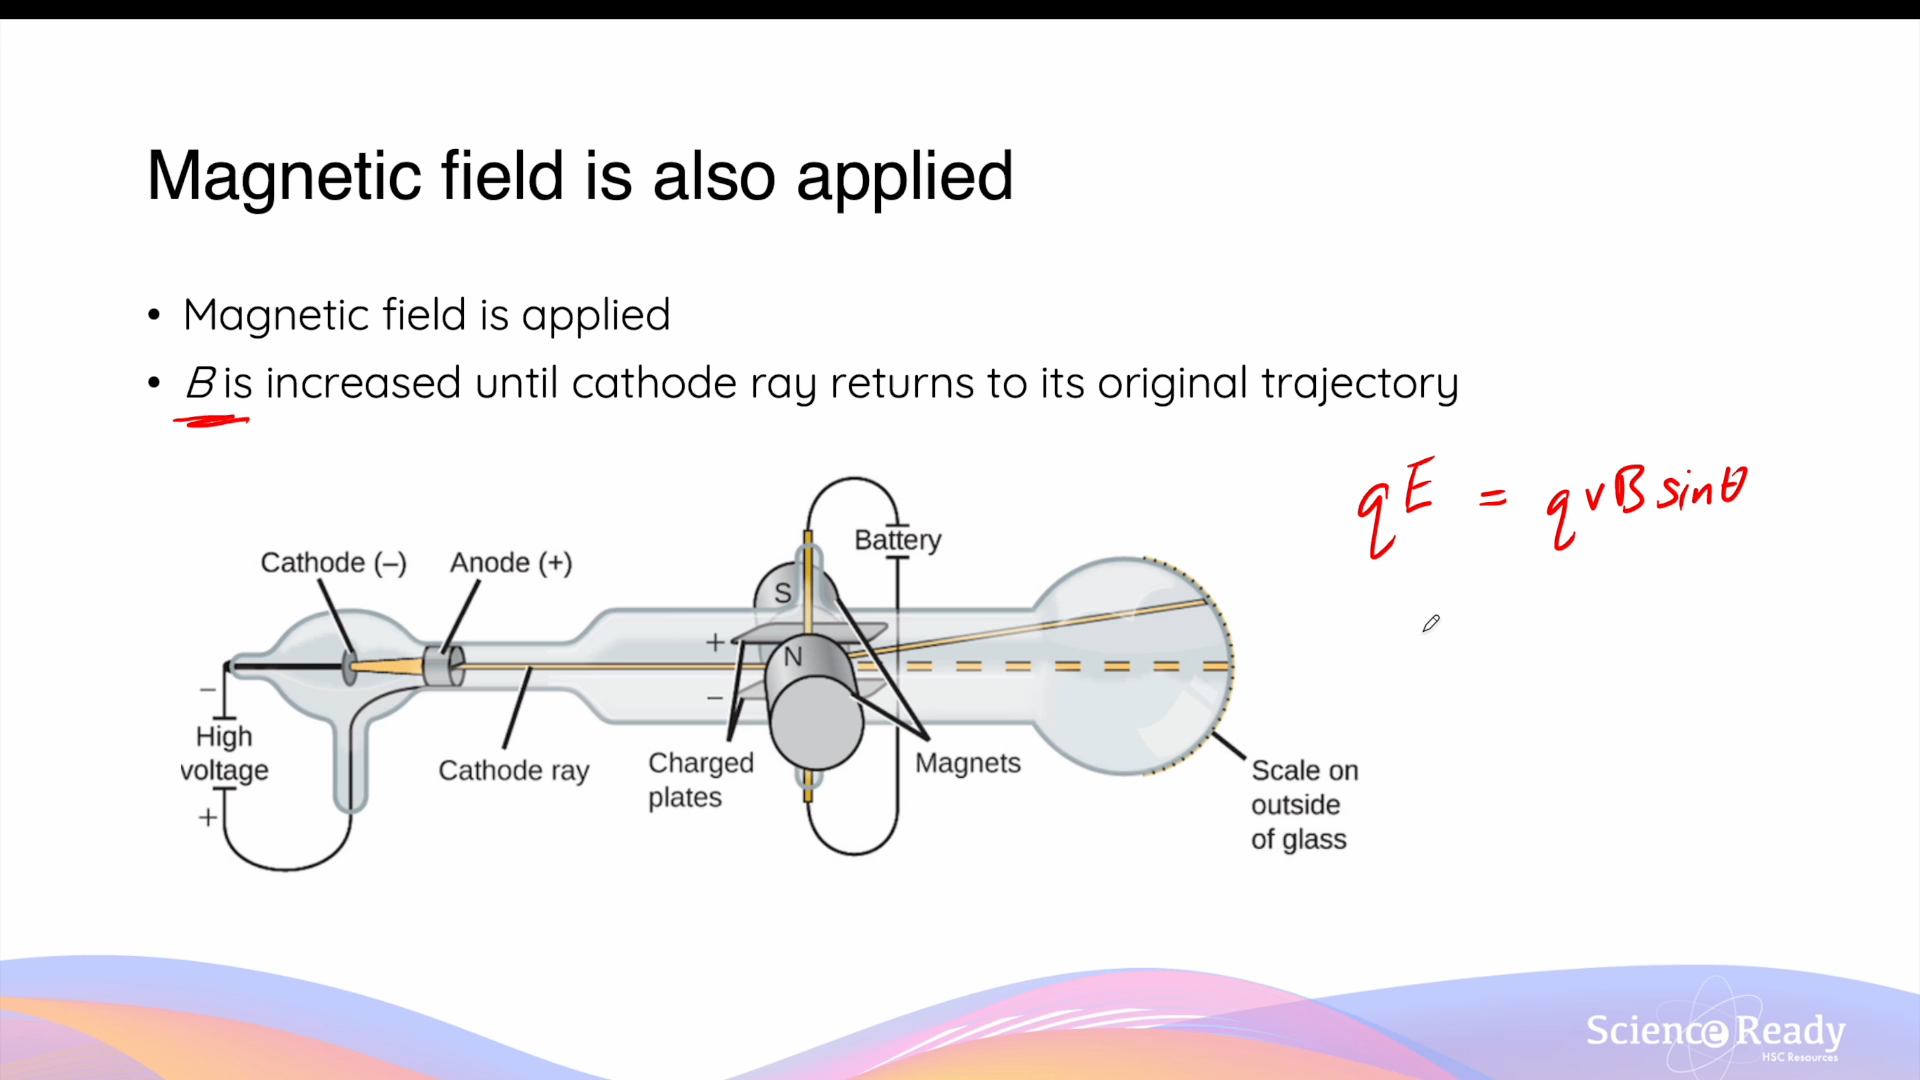 Magnetic field is also applied
• Magnetic field is applied
• B is increased until cathode ray returns to its original trajectory
qE = qvB sinθ
Cathode (–)
Anode (+)
Battery
S
+
N
–
–
High
voltage
+
Cathode ray
Charged
plates
Magnets
Scale on
outside
of glass
Science Ready
HSC Resources